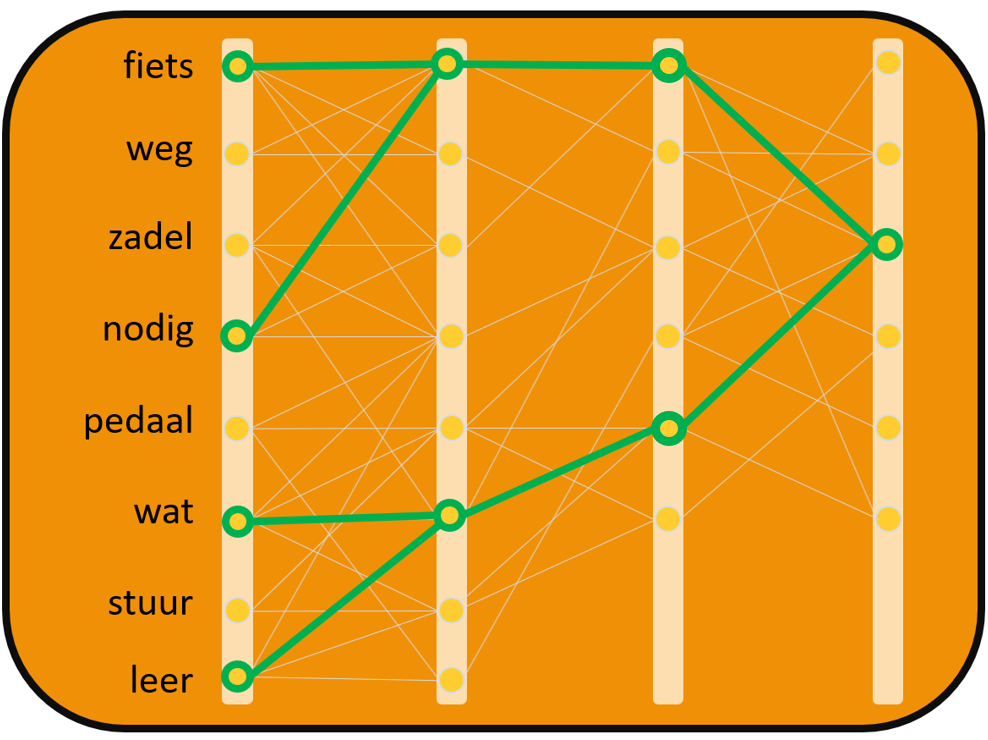 fiets
weg
zadel
nodig
pedaal
wat
stuur
leer